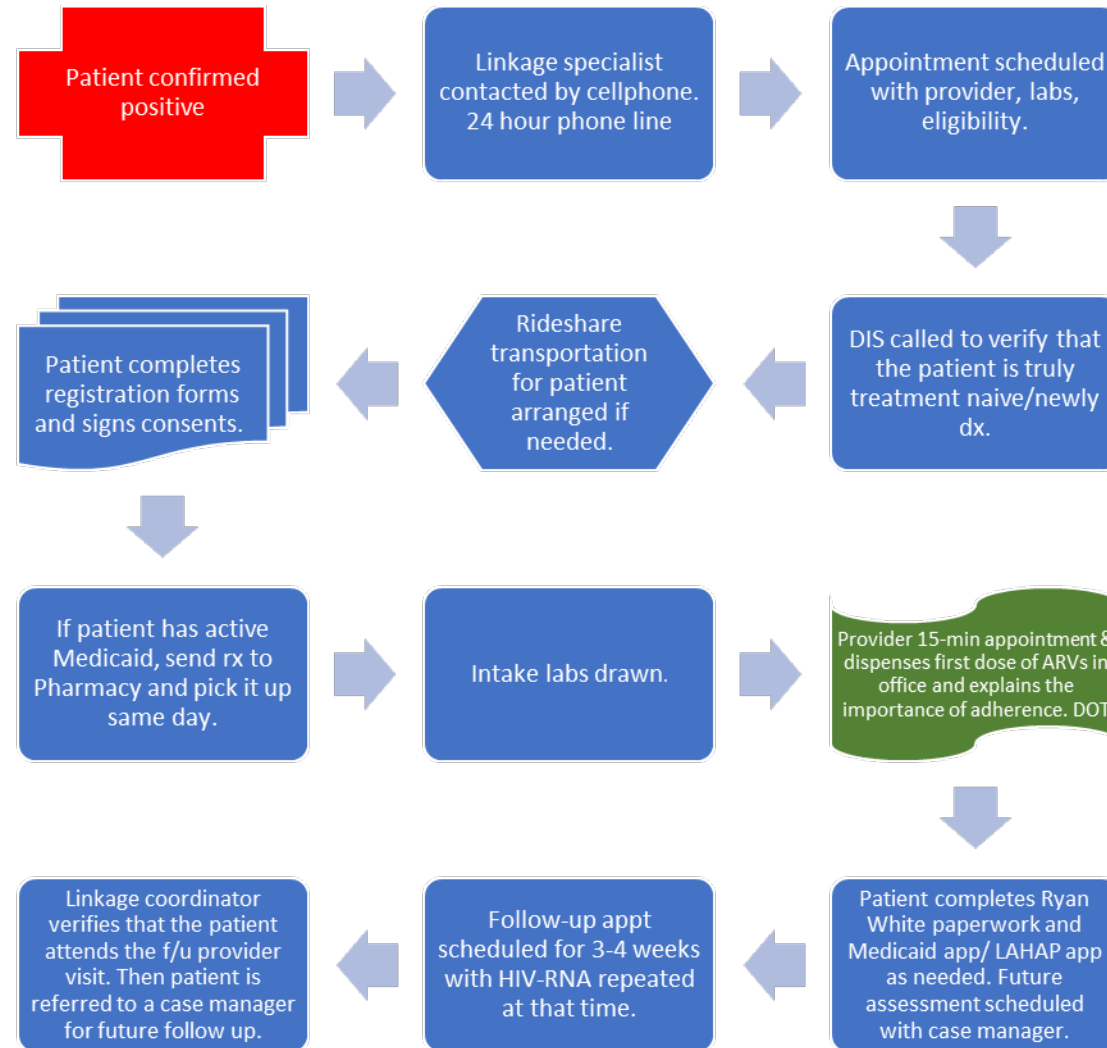 Patient confirmed
positive
Linkage specialist
contacted by cellphone.
24 hour phone line
Appointment scheduled
with provider, labs,
eligibility.
DIS called to verify that
the patient is truly
treatment naive/newly
dx.
Rideshare
transportation
for patient
arranged if
needed.
Patient completes
registration forms
and signs consents.
If patient has active
Medicaid, send rx to
Pharmacy and pick it up
same day.
Intake labs drawn.
Provider 15-min appointment &
dispenses first dose of ARVs in
office and explains the
importance of adherence. DOT
Patient completes Ryan
White paperwork and
Medicaid app/ LAHAP app
as needed. Future
assessment scheduled
with case manager.
Follow-up appt
scheduled for 3-4 weeks
with HIV-RNA repeated
at that time.
Linkage coordinator
verifies that the patient
attends the f/u provider
visit. Then patient is
referred to a case manager
for future follow up.